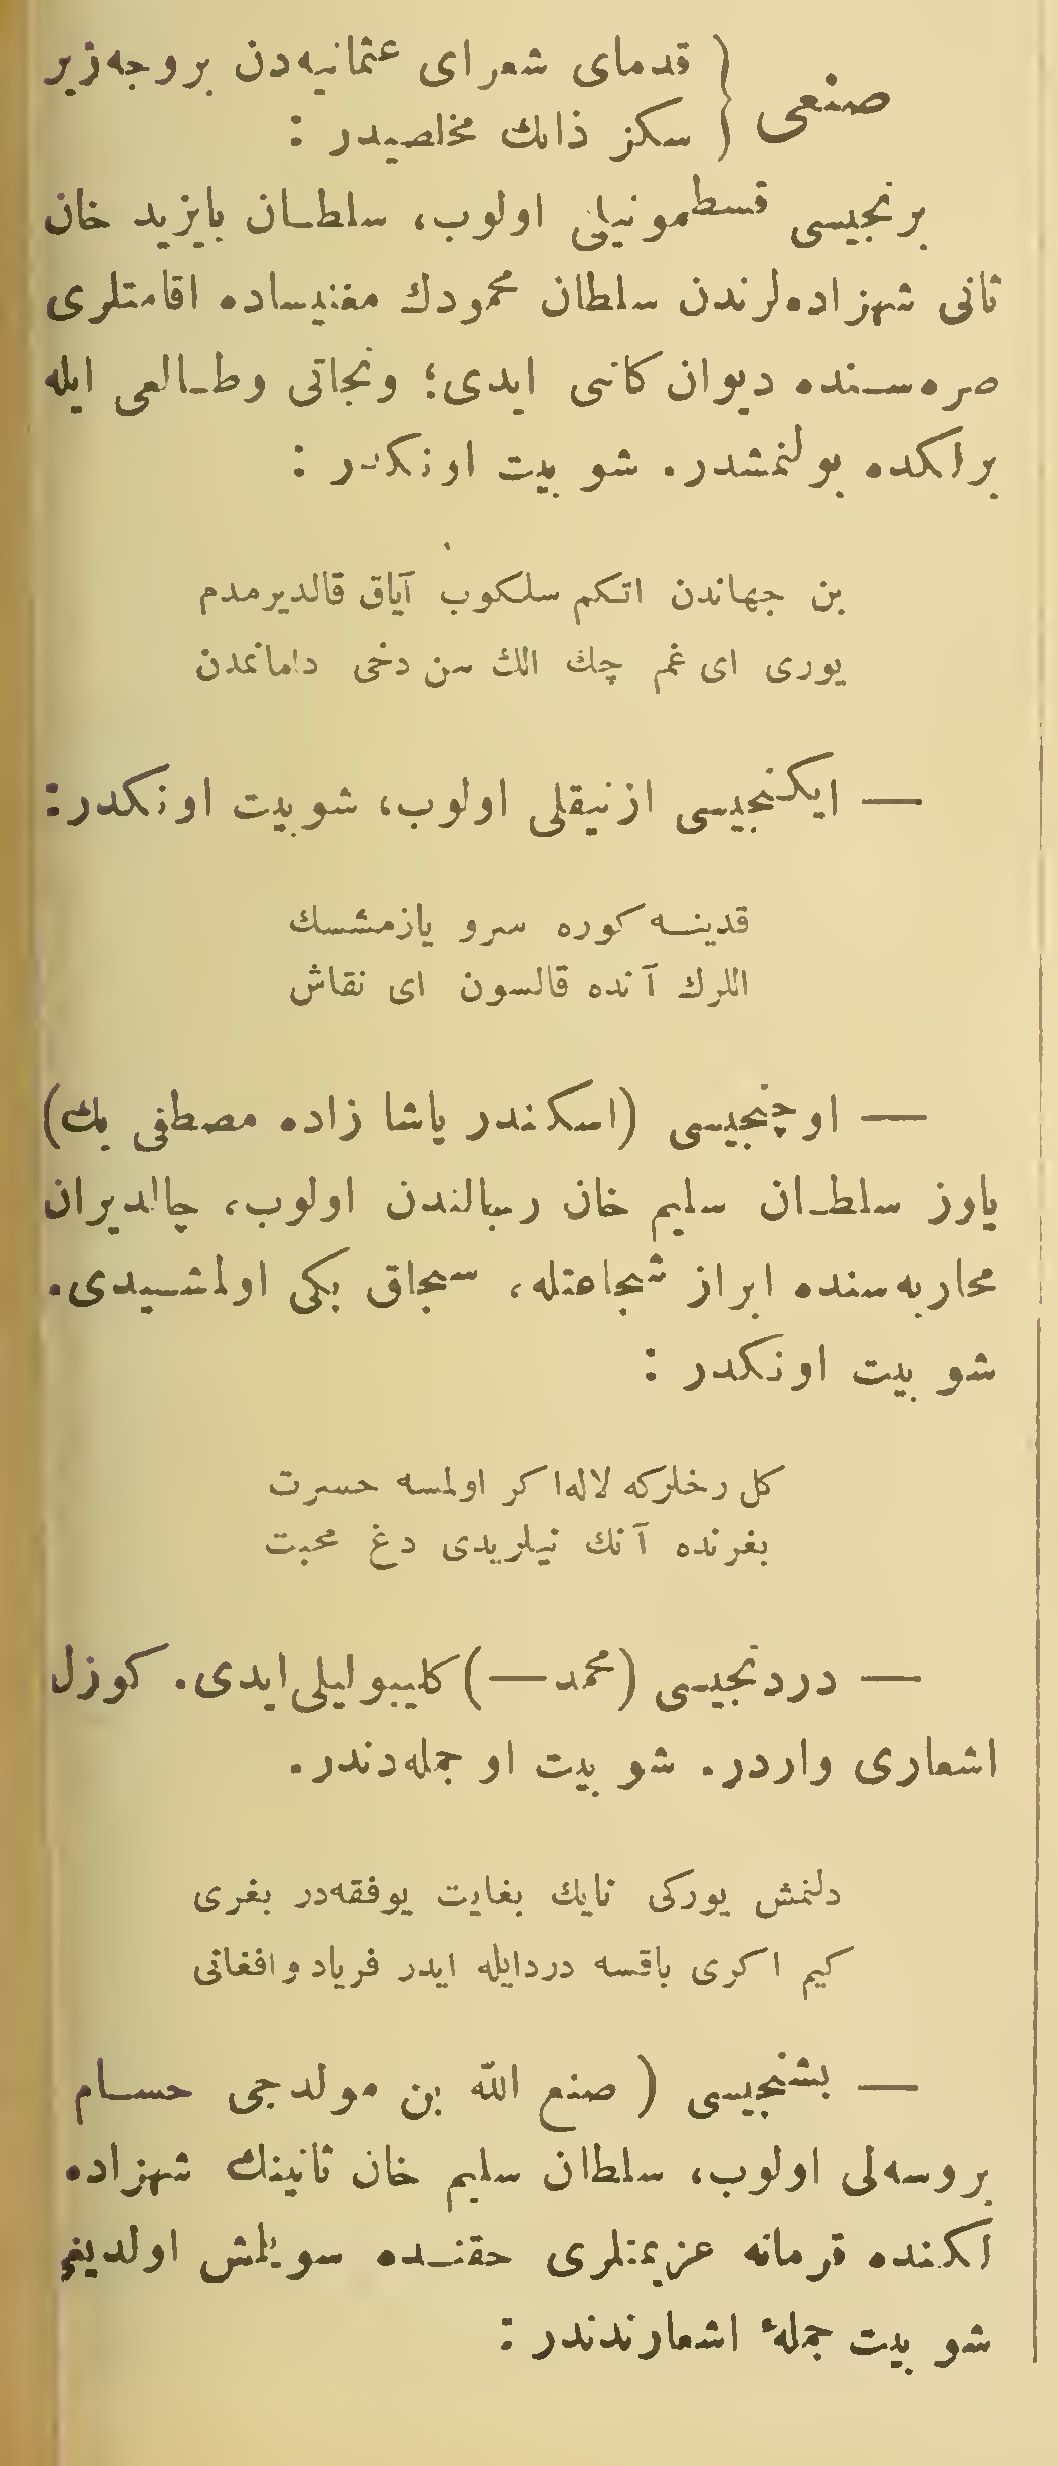 صنعی { قدمای شعرای عثمانیه‌دن بروجه‌زیر
سکز ذاتك مخلصیدر :
برنجیسی قسطمونیلی اولوب، سلطان بایزید خان
ثانی شهزاده‌لرندن سلطان محمودك مغنیساده اقامتلری
صره‌سنده دیوان کاتبی ایدی؛ ونجاتی وطالعی ایله
برلکده بولنمشدر. شو بیت اونکدر :
بن جهاندن اتکم سلکوب آیاق قالدیرمدم
یوری ای غم چك الك سن دخی دامانمدن
— ایکنجیسی ازنیقلی اولوب، شوبیت اونکدر:
قدینه کوره سرو یازمشسك
اللرك آنده قالسون ای نقاش
— اوچنجیسی (اسکندر پاشا زاده مصطفی بك)
یاوز سلطان سلیم خان رجالندن اولوب، چالدیران
محاربه‌سنده ابراز شجاعتله، سنجاق بکی اولمشیدی.
شو بیت اونکدر :
کل رخلرکه لاله‌ا کر اولمسه حسرت
بغرنده آنك نیلریدی دغ محبت
— دردنجیسی (محمد—) کلیبولیلی‌ایدی. کوزل
اشعاری واردر. شو بیت او جمله‌دندر.
دلنمش یورکی نایك بغایت یوفقه‌در بغری
کیم ا کری باقسه دردایله ایدر فریاد وافغانی
— بشنجیسی ( صنع الله بن مولدجی حسام
بروسه‌لی اولوب، سلطان سلیم خان ثانینك شهزاده
لکنده قرمانه عزیمتلری حقنده سویلمش اولدیغی
شو بیت جملهٔ اشعارندندر :